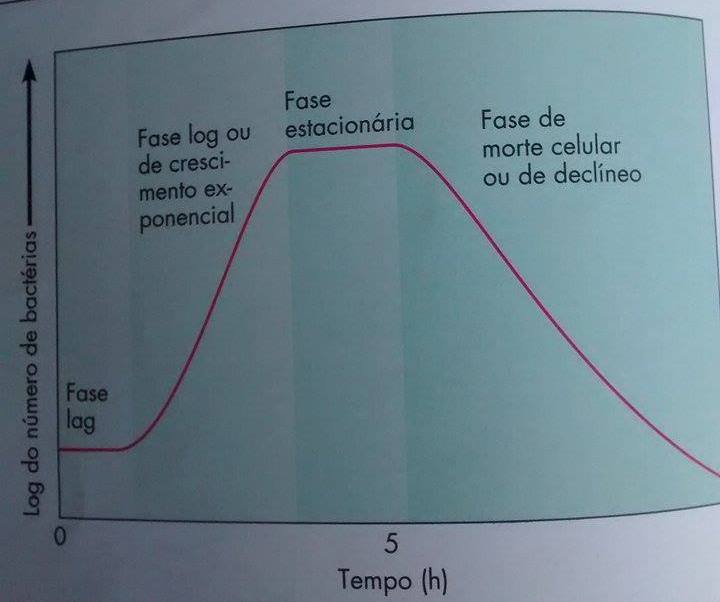 Log do número de bactérias
Fase log ou
de cresci-
mento ex-
ponencial
Fase
estacionária
Fase de
morte celular
ou de declíneo
Fase
lag
0
5
Tempo (h)